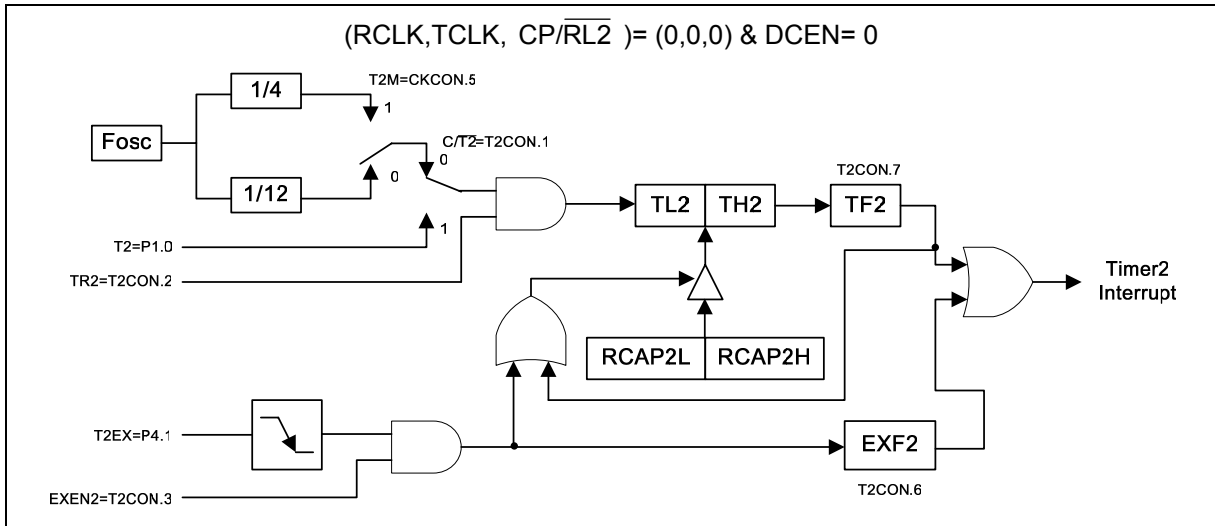 (RCLK,TCLK, CP/RL2 )= (0,0,0) & DCEN= 0
T2M=CKCON.5
1/4
1
Fosc
C/T2=T2CON.1
0
0
1/12
T2CON.7
TL2
TH2
TF2
T2=P1.0
1
TR2=T2CON.2
Timer2
Interrupt
RCAP2L
RCAP2H
T2EX=P4.1
EXF2
EXEN2=T2CON.3
T2CON.6